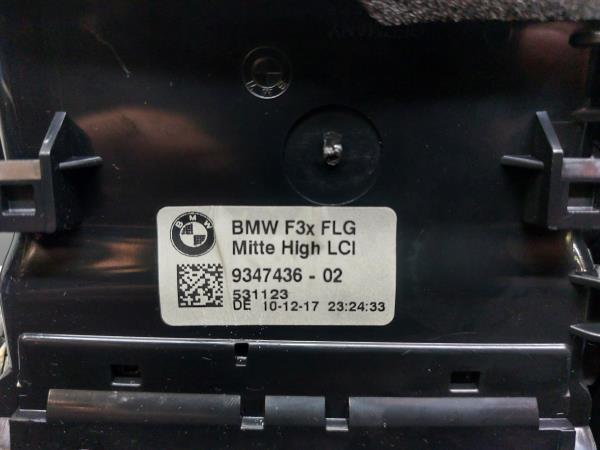 BMW
BMW F3x FLG
Mitte High LCI
9347436 - 02
531123
DE 10-12-17 23:24:33